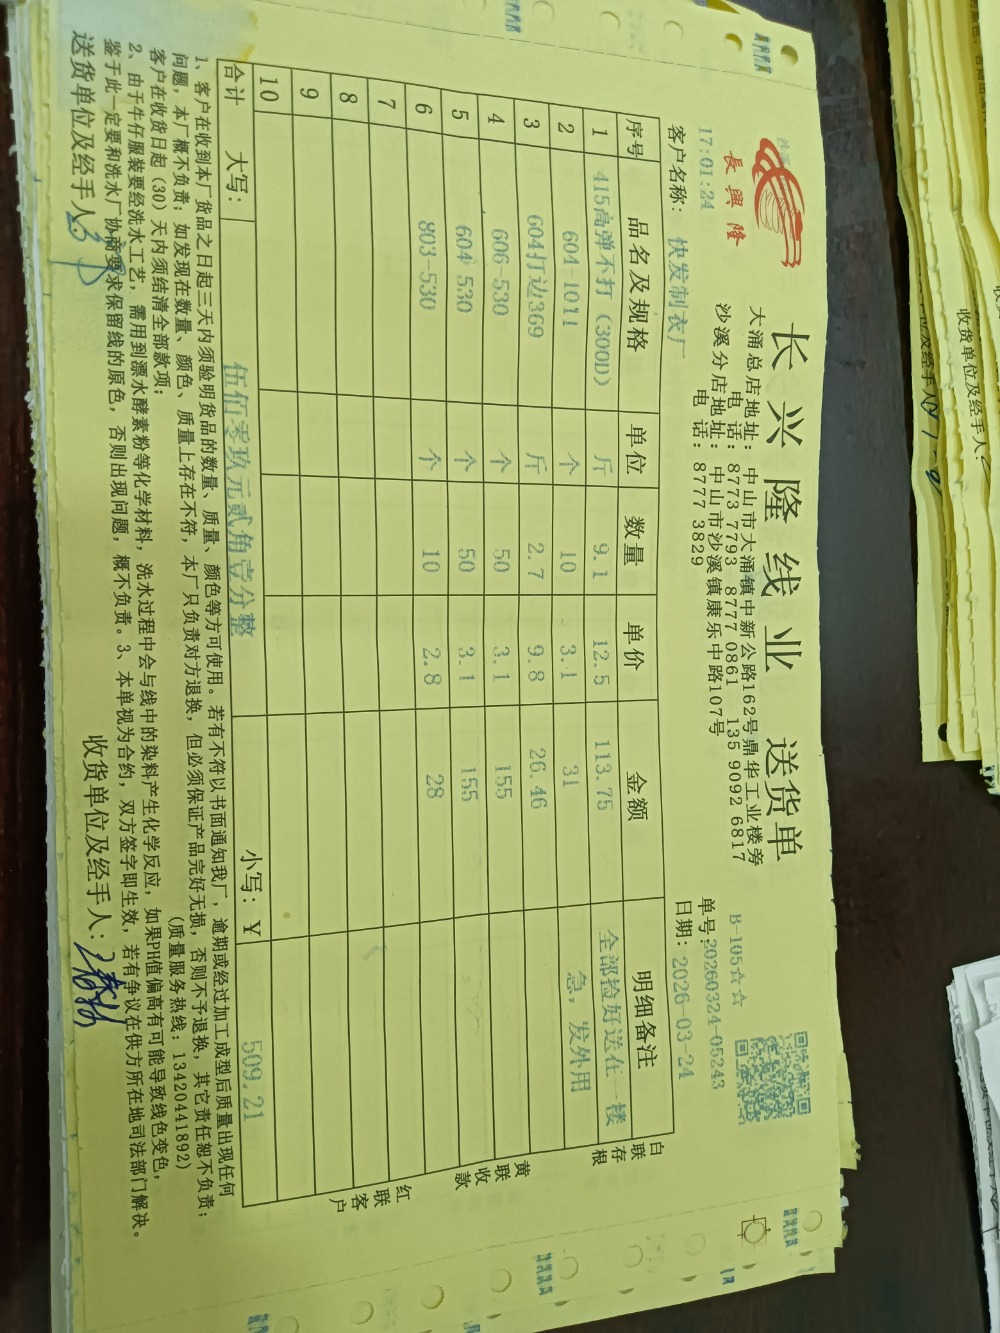 長興隆
长兴隆线业 送货单
大涌总店地址: 中山市大涌镇中新公路162号鼎华工业楼旁
电话: 8773 7793 8777 0861 135 9092 6817
沙溪分店地址: 中山市沙溪镇康乐中路107号
电话: 8777 3829
B-105☆☆
单号:20260324-05243
17:01:24
客户名称: 快发制衣厂
日期: 2026-03-24
序号 品名及规格 单位 数量 单价 金额 明细备注
1 415高弹不打(300D) 斤 9.1 12.5 113.75 全部捡好送在一楼
2 604-1011 个 10 3.1 31 急,发外用
3 604打边369 斤 2.7 9.8 26.46
4 606-530 个 50 3.1 155
5 604 530 个 50 3.1 155
6 803-530 个 10 2.8 28
7
8
9
10
合计 大写: 伍佰零玖元贰角壹分整 小写: ¥ 509.21
白联存根
黄联收款
红联客户
1、客户在收到本厂货品之日起三天内须验明货品的数量、质量、颜色等方可使用。若有不符以书面通知我厂,逾期或经过加工成型后质量出现任何
问题,本厂概不负责;如发现在数量、颜色、质量上存在不符,本厂只负责对方退换,但必须保证产品完好无损,否则不予退换,其它责任恕不负责;
客户在收货日起(30)天内须结清全部款项; (质量服务热线:13420441892)
2、由于牛仔服装要经洗水工艺,需用到漂水酵素粉等化学材料,洗水过程中会与线中的染料产生化学反应,如果PH值偏高有可能导致线色变色,
鉴于此一定要和洗水厂协商要求保留线的原色,否则出现问题,概不负责。3、本单视为合约,双方签字即生效,若有争议在供方所在地司法部门解决。
送货单位及经手人:
收货单位及经手人:
收货单位及经手人: